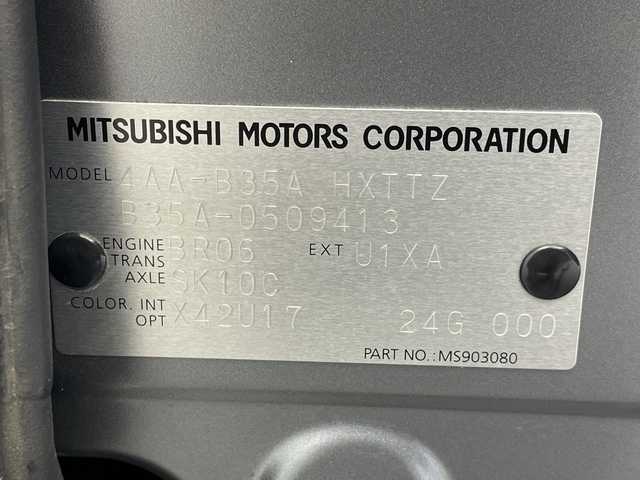 MITSUBISHI MOTORS CORPORATION
MODEL 4AA-B35A HXTTZ
B35A-0509413
ENGINE BR06 EXT U1XA
TRANS
AXLE SK10C
COLOR. INT
OPT X42U17 24G 000
PART NO.:MS903080